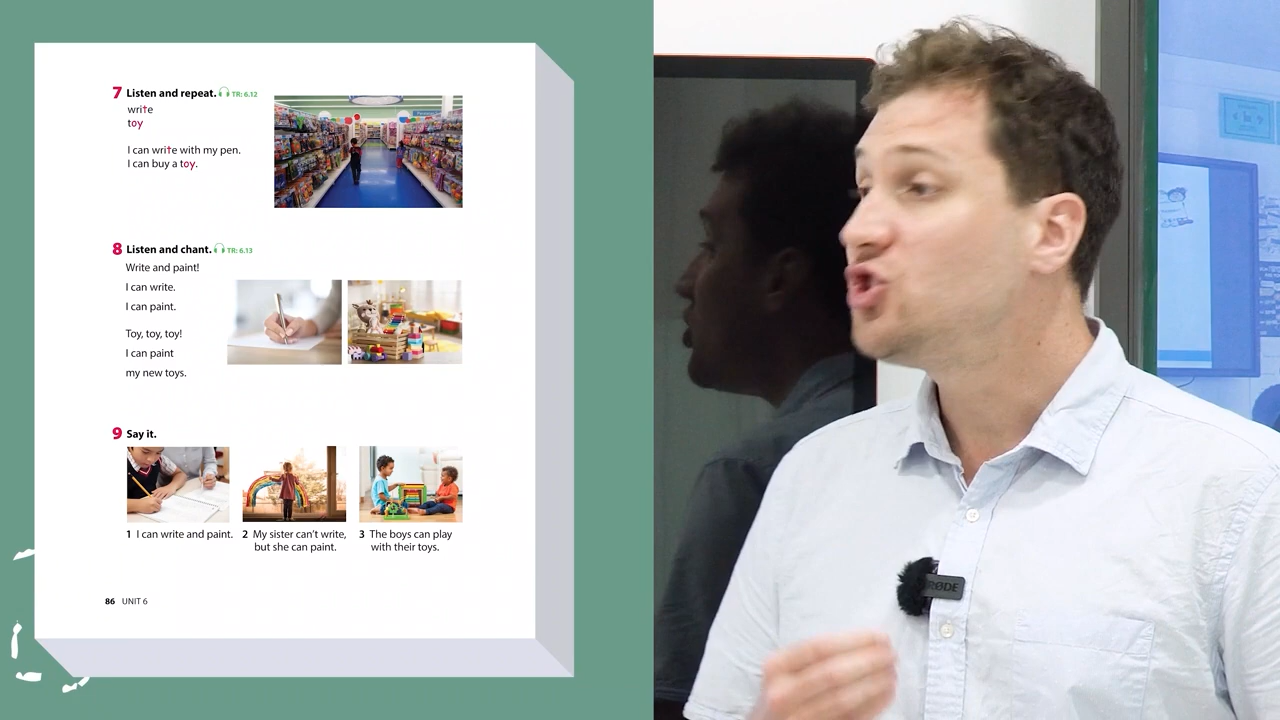 7 Listen and repeat. TR: 6.12
write
toy
I can write with my pen.
I can buy a toy.
8 Listen and chant. TR: 6.13
Write and paint!
I can write.
I can paint.
Toy, toy, toy!
I can paint
my new toys.
9 Say it.
1 I can write and paint.
2 My sister can't write,
but she can paint.
3 The boys can play
with their toys.
86 UNIT 6
RØDE